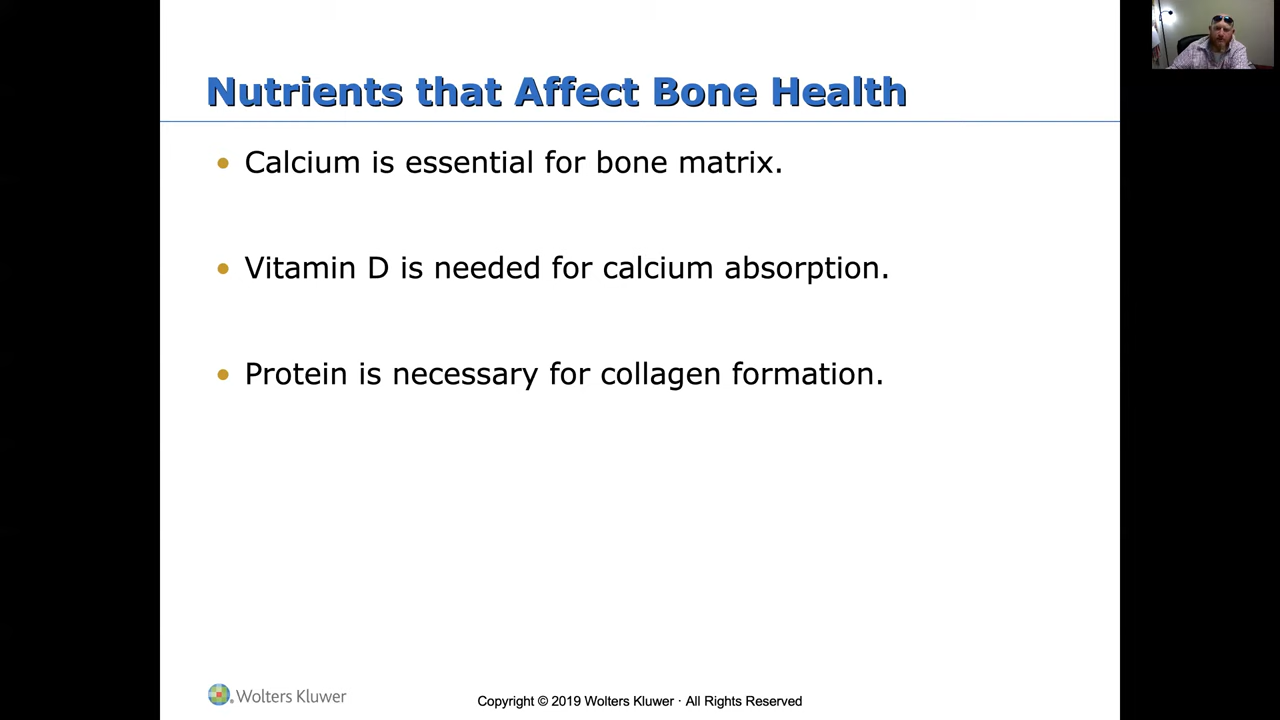 Nutrients that Affect Bone Health
• Calcium is essential for bone matrix.
• Vitamin D is needed for calcium absorption.
• Protein is necessary for collagen formation.
Wolters Kluwer
Copyright © 2019 Wolters Kluwer · All Rights Reserved